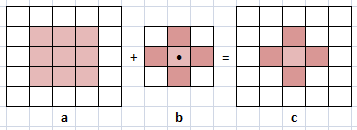 + =
a b c